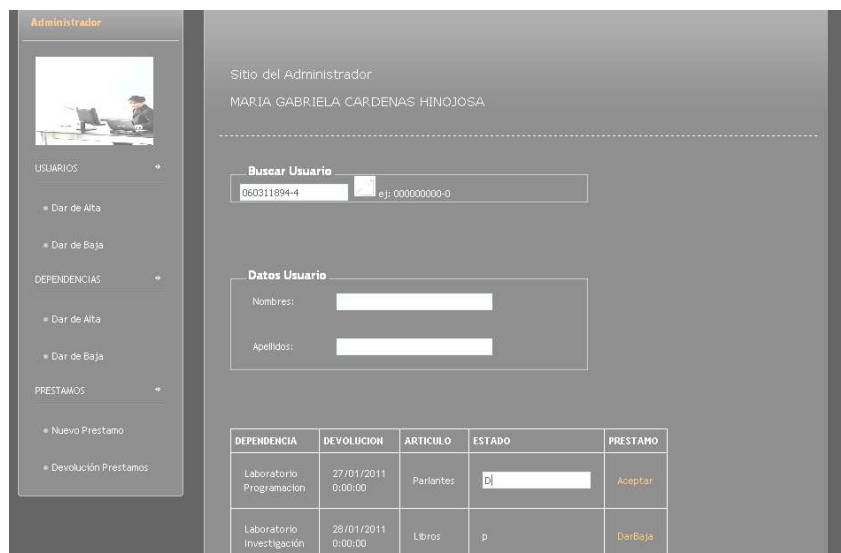 Administrador
USUARIOS
Dar de Alta
Dar de Baja
DEPENDENCIAS
Dar de Alta
Dar de Baja
PRESTAMOS
Nuevo Prestamo
Devolución Prestamos
Sitio del Administrador
MARIA GABRIELA CARDENAS HINOJOSA
Buscar Usuario
060311894-4 ej: 000000000-0
Datos Usuario
Nombres:
Apellidos:
DEPENDENCIA DEVOLUCION ARTICULO ESTADO PRESTAMO
Laboratorio Programacion 27/01/2011 0:00:00 Parlantes D Aceptar
Laboratorio Investigación 28/01/2011 0:00:00 Libros p DarBaja